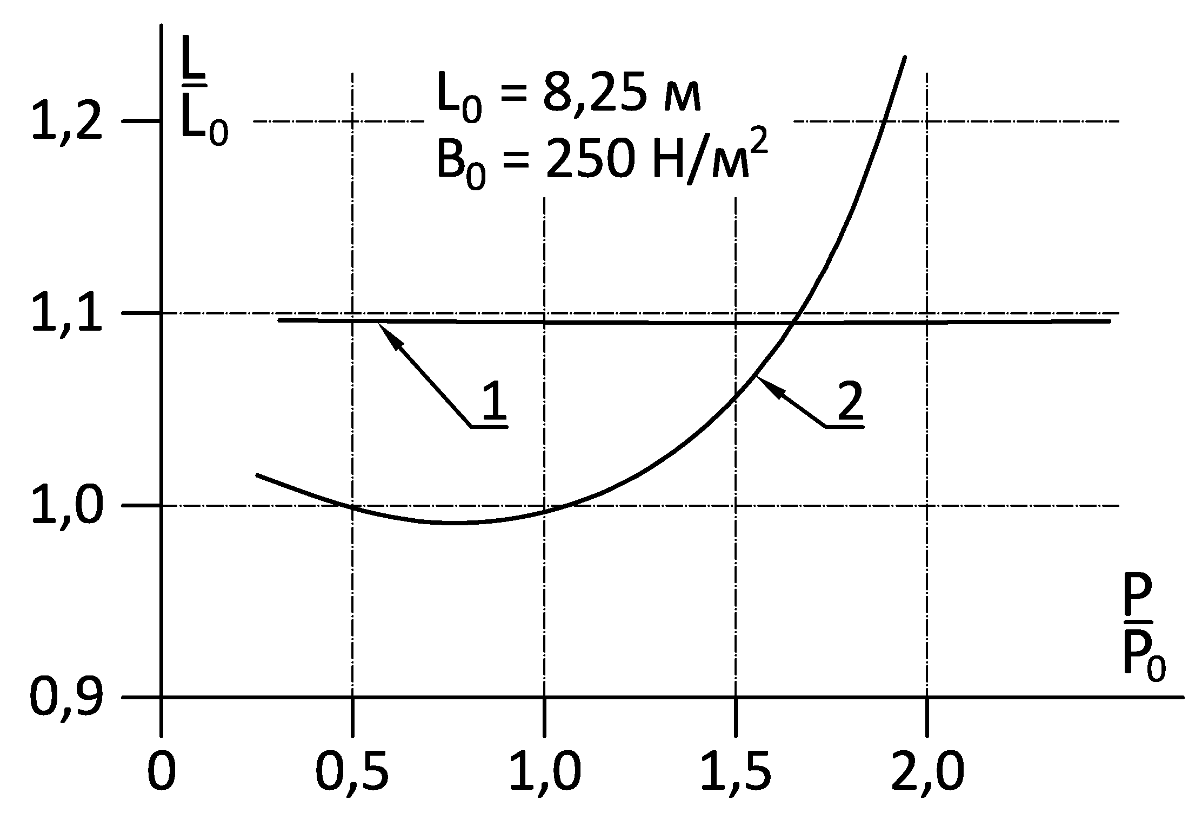 L
L₀
L₀ = 8,25 м
B₀ = 250 Н/м²
1,2
1,1
1
2
1,0
P
P₀
0,9
0
0,5
1,0
1,5
2,0